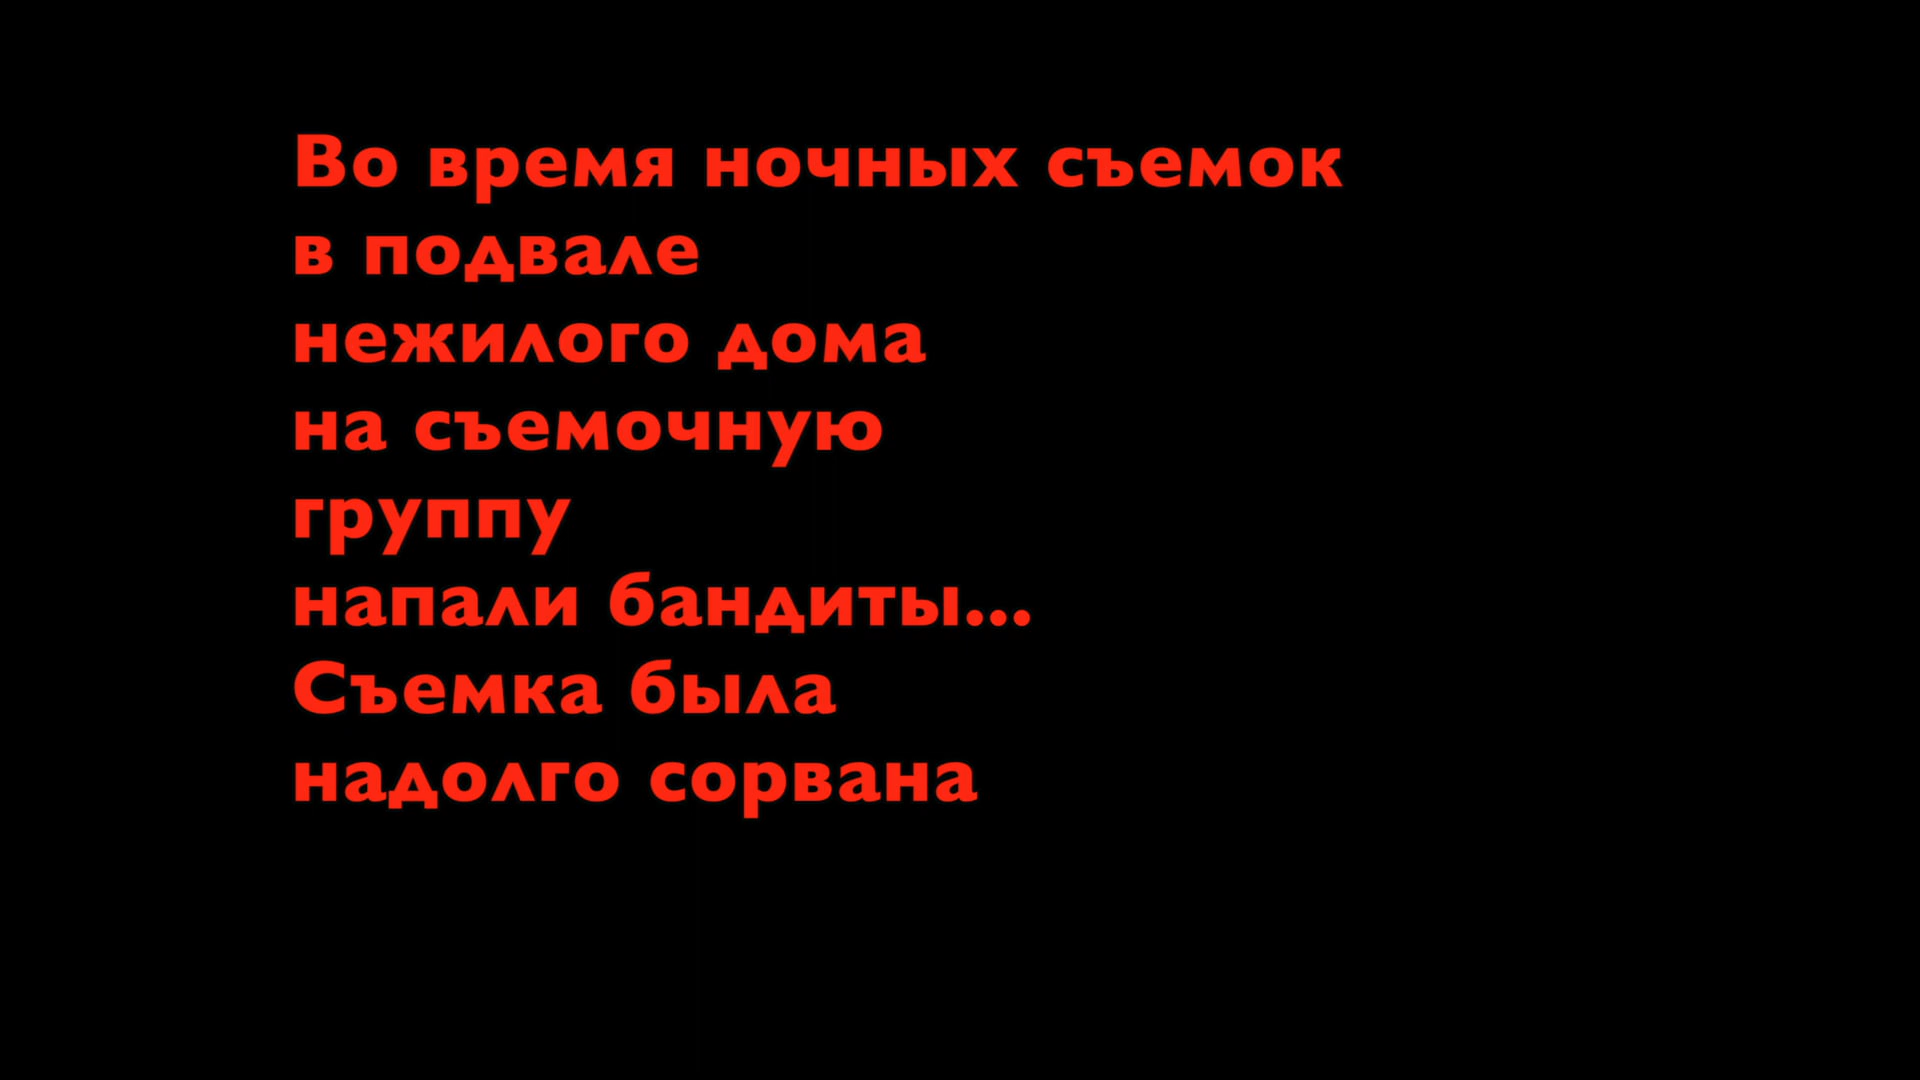 Во время ночных съемок
в подвале
нежилого дома
на съемочную
группу
напали бандиты...
Съемка была
надолго сорвана